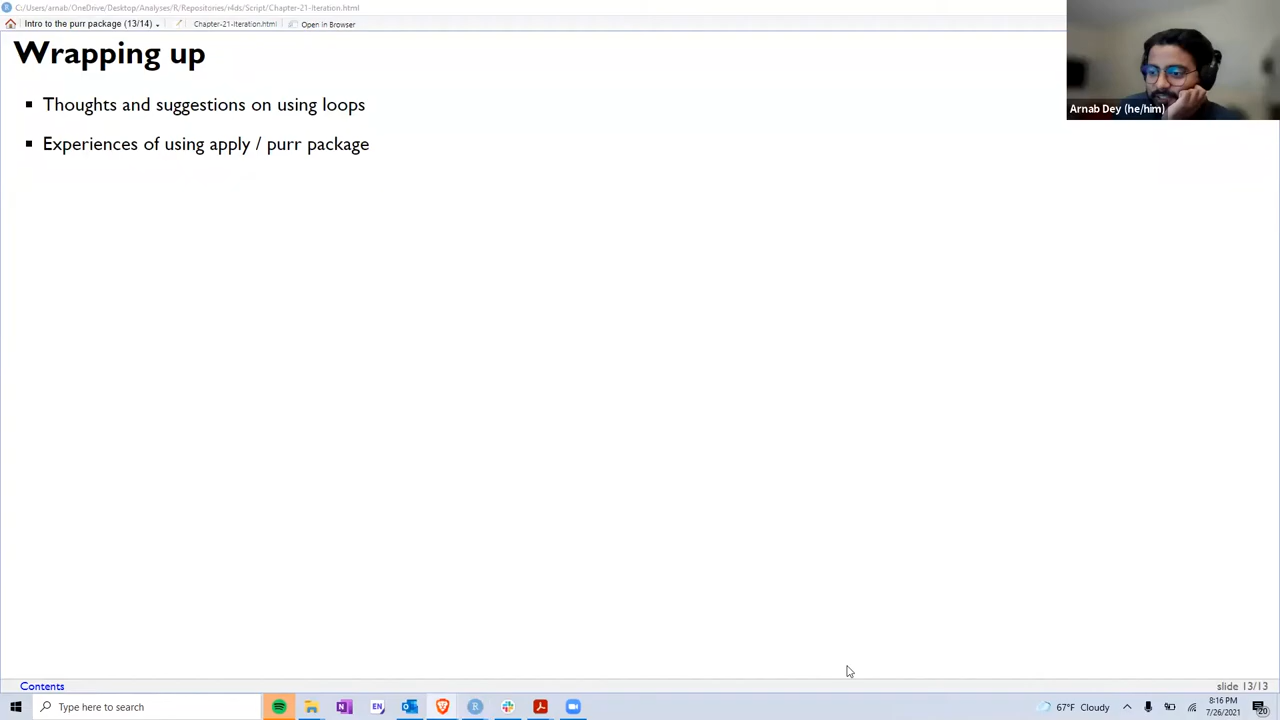 C:/Users/arnab/OneDrive/Desktop/Analyses/R/Repositories/r4ds/Script/Chapter-21-Iteration.html
Intro to the purr package (13/14)
Chapter-21-Iteration.html
Open in Browser
Wrapping up
Thoughts and suggestions on using loops
Experiences of using apply / purr package
Arnab Dey (he/him)
Contents
slide 13/13
Type here to search
EN
67°F Cloudy
8:16 PM
7/26/2021
20